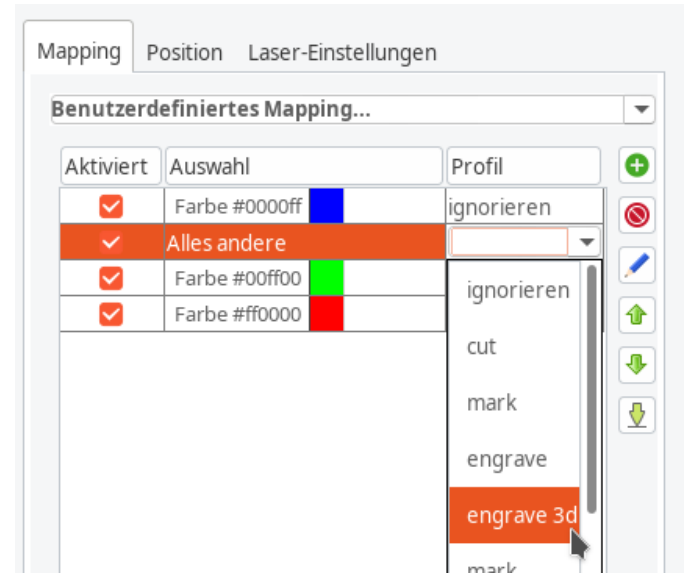 Mapping Position Laser-Einstellungen
Benutzerdefiniertes Mapping...
Aktiviert Auswahl Profil
Farbe #0000ff ignorieren
Alles andere
Farbe #00ff00
Farbe #ff0000
ignorieren
cut
mark
engrave
engrave 3d
mark